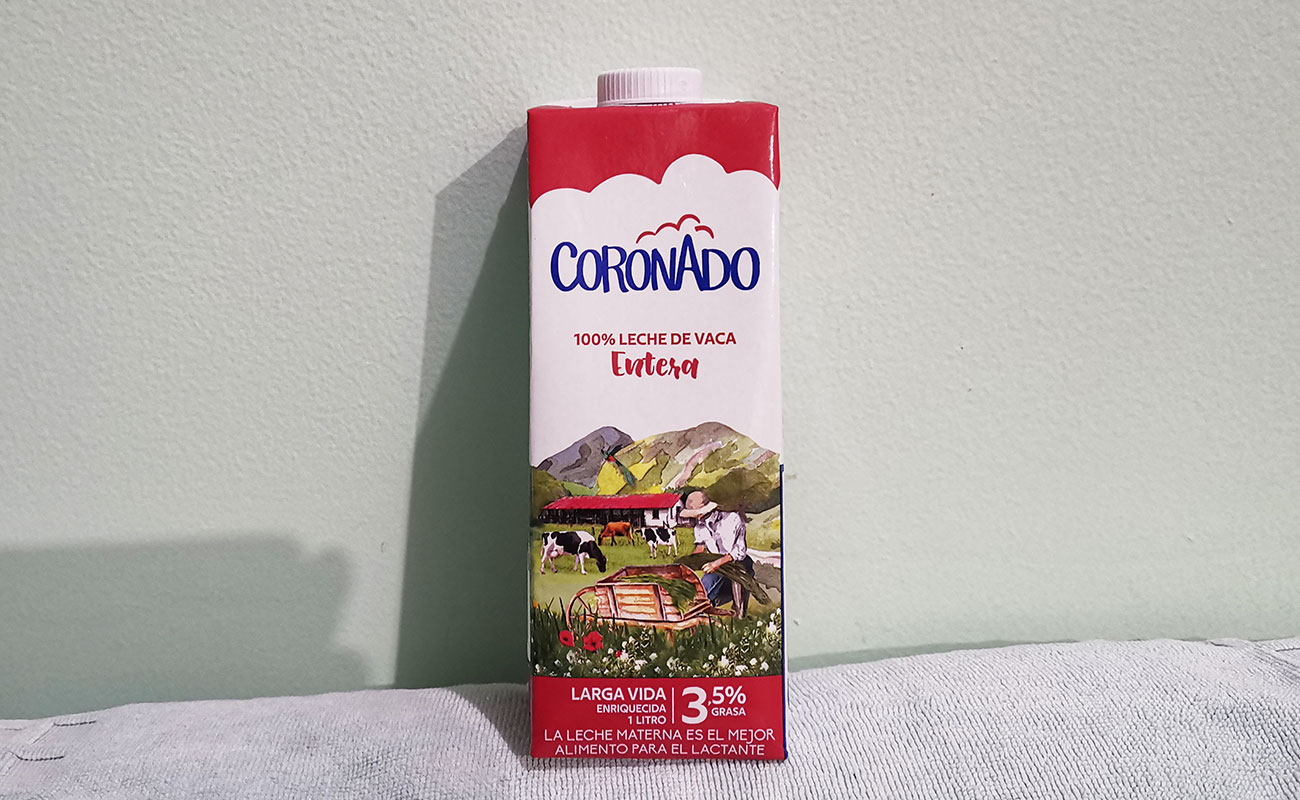 CORONADO
100% LECHE DE VACA
Entera
LARGA VIDA
ENRIQUECIDA
1 LITRO
3,5%
GRASA
LA LECHE MATERNA ES EL MEJOR
ALIMENTO PARA EL LACTANTE